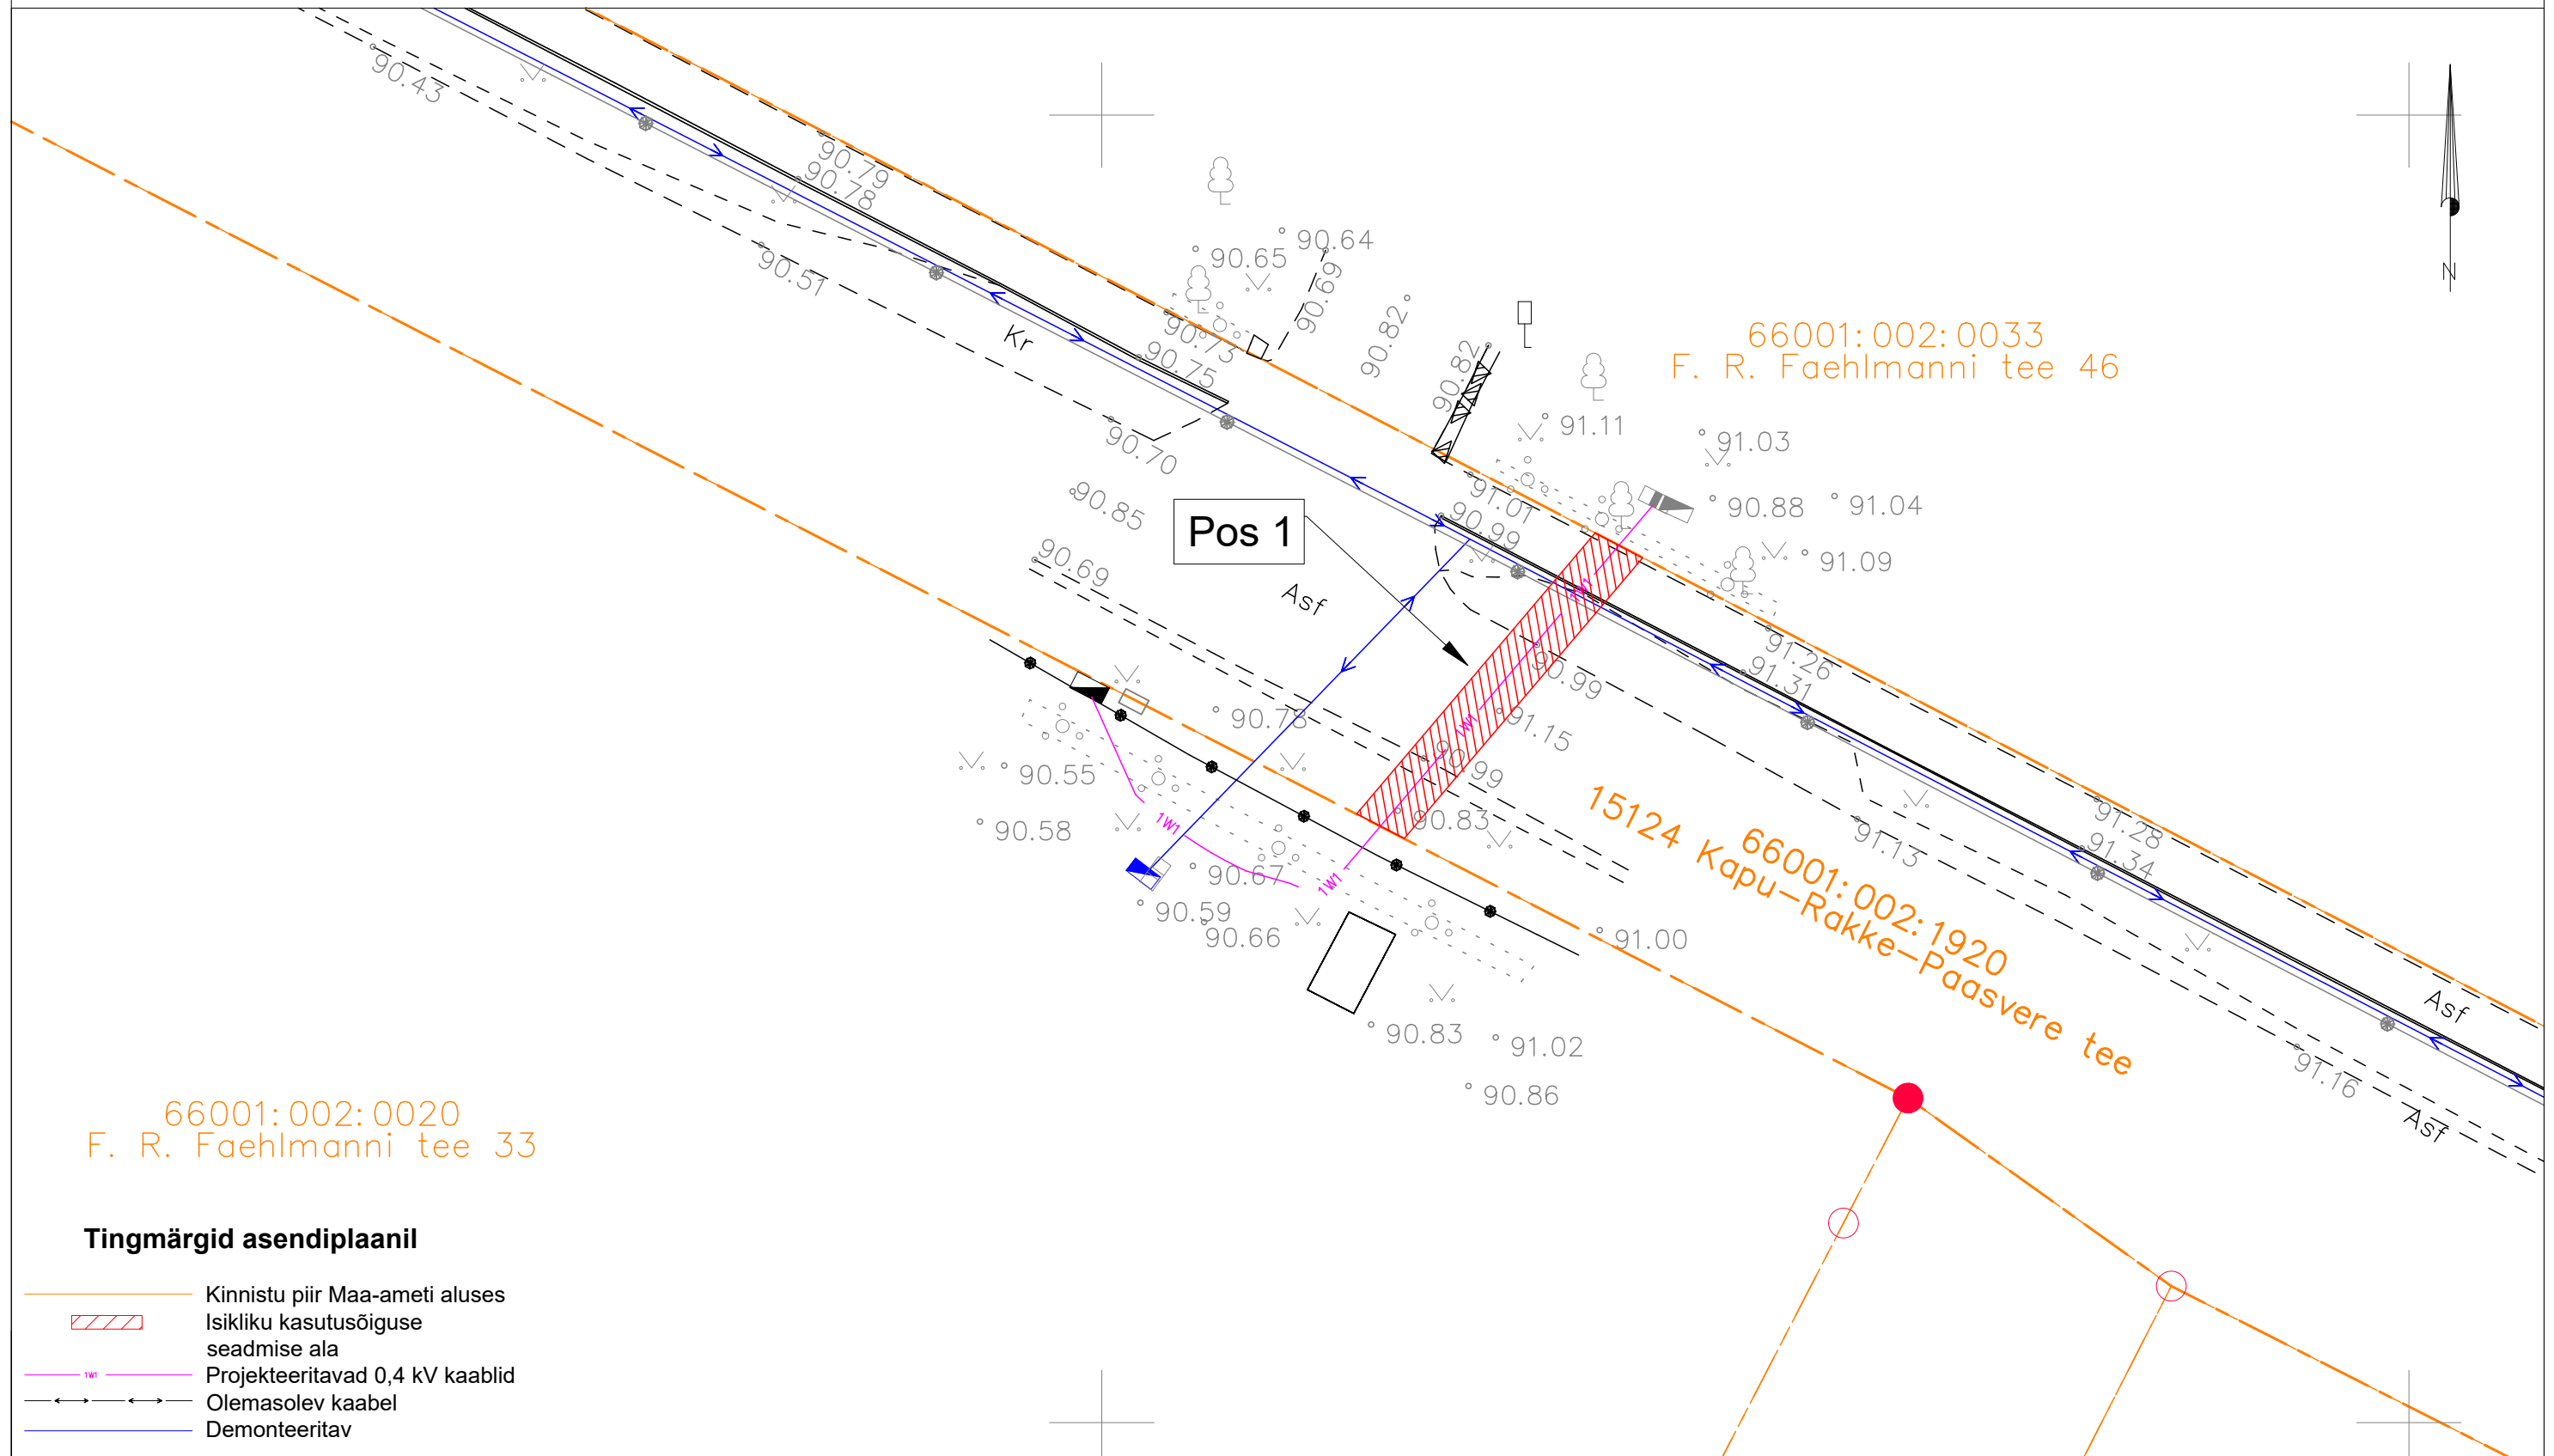 90.43
90.79
90.78
90.51
90.64
90.65
90.69
90.82
90.82
90.73
90.75
Kr
N
66001:002:0033
F. R. Faehlmanni tee 46
90.70
91.11
91.03
90.85
91.01
90.99
90.88
91.04
Pos 1
91.09
90.69
Asf
1W1
91.26
91.31
90.99
90.78
91.15
1W1
90.99
90.55
90.83
90.58
1W1
15124 Kapu-Rakke-Paasvere tee
66001:002:1920
91.28
91.34
91.13
90.67
1W1
90.59
90.66
91.00
Asf
90.83
91.02
90.86
91.16
Asf
66001:002:0020
F. R. Faehlmanni tee 33
Tingmärgid asendiplaanil
Kinnistu piir Maa-ameti aluses
Isikliku kasutusõiguse
seadmise ala
1W1
Projekteeritavad 0,4 kV kaablid
Olemasolev kaabel
Demonteeritav